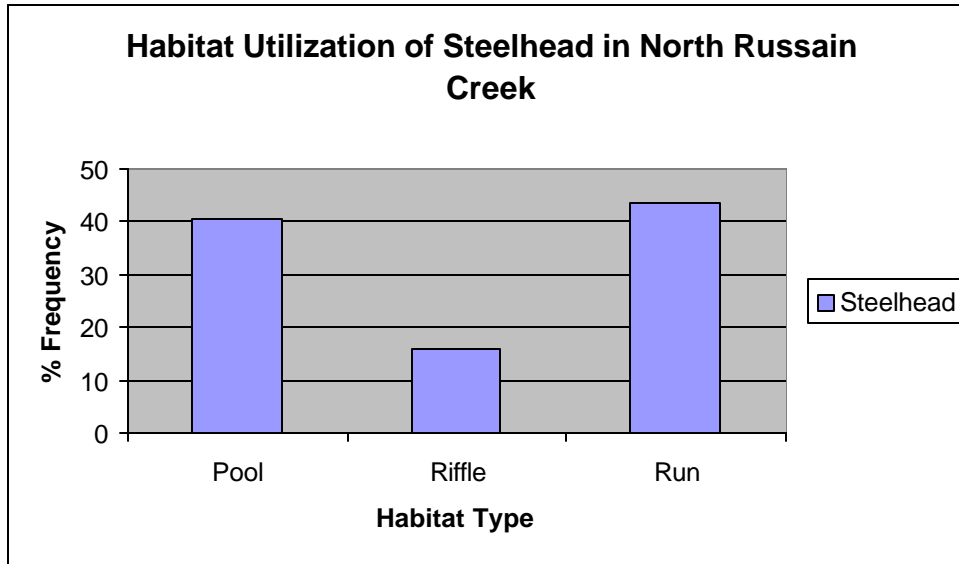 Habitat Utilization of Steelhead in North Russain
Creek
50
40
30
20
10
0
% Frequency
Pool Riffle Run
Habitat Type
Steelhead